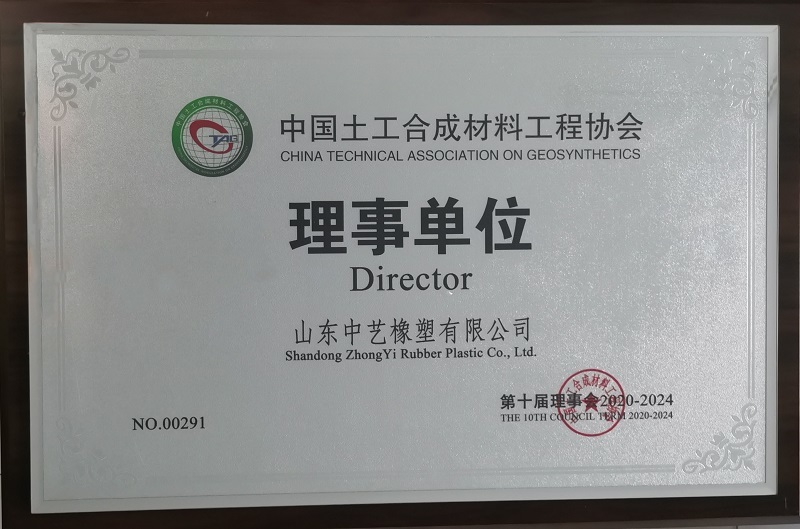 中国土工合成材料工程协会
CHINA TECHNICAL ASSOCIATION ON GEOSYNTHETICS
理事单位
Director
山东中艺橡塑有限公司
Shandong ZhongYi Rubber Plastic Co., Ltd.
第十届理事会2020-2024
THE 10TH COUNCIL TERM 2020-2024
NO.00291